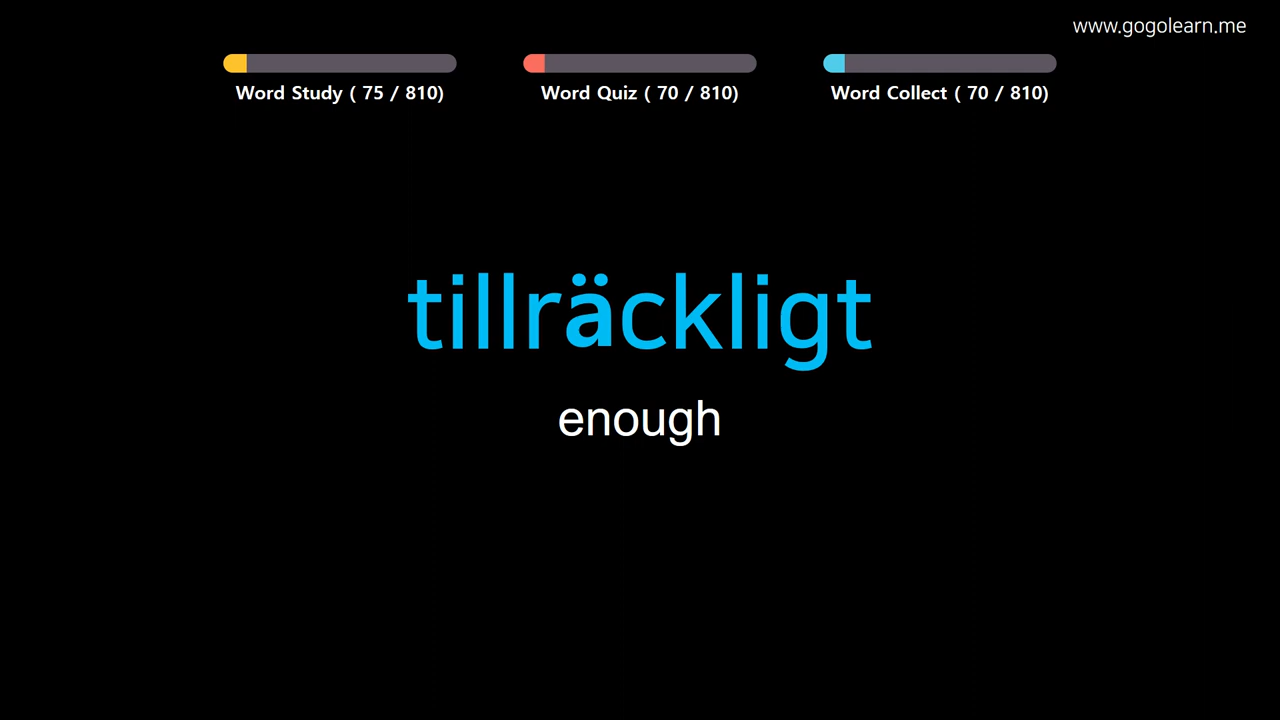 www.gogolearn.me
Word Study ( 75 / 810)
Word Quiz ( 70 / 810)
Word Collect ( 70 / 810)
tillräckligt
enough